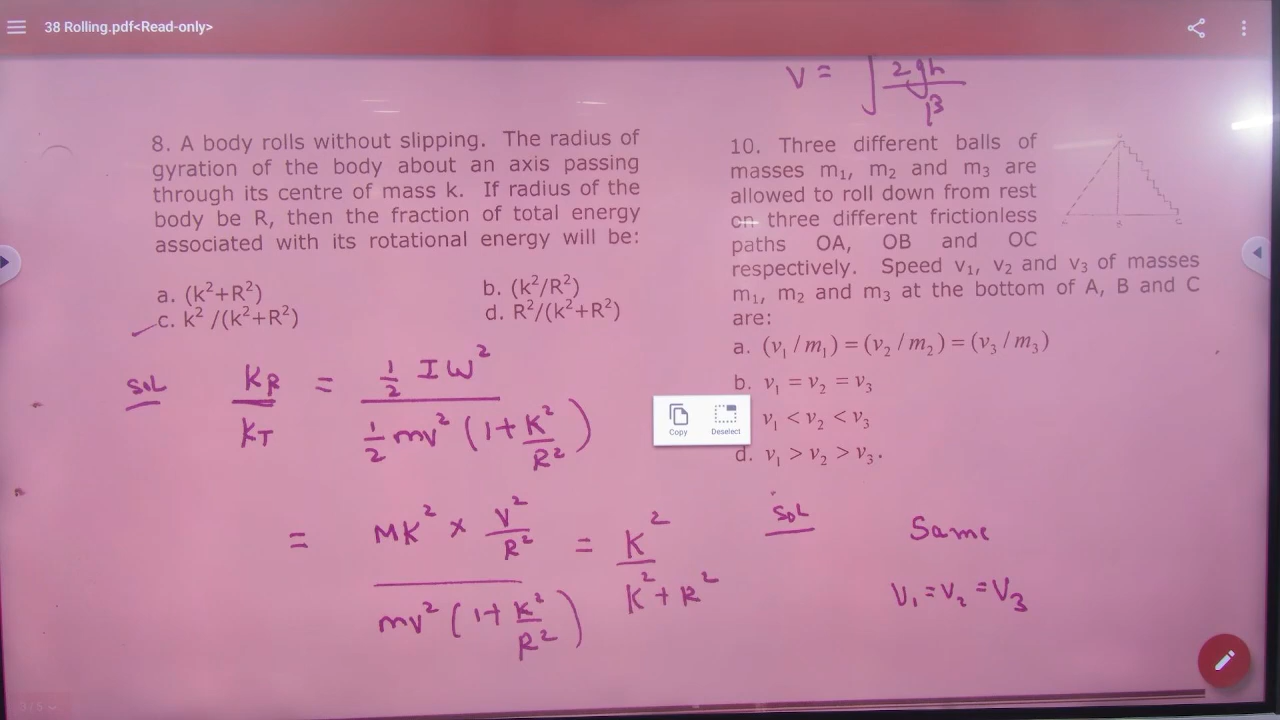 38 Rolling.pdf<Read-only>
V = √(2gh/β)
8. A body rolls without slipping. The radius of
gyration of the body about an axis passing
through its centre of mass k. If radius of the
body be R, then the fraction of total energy
associated with its rotational energy will be:
a. (k²+R²)
b. (k²/R²)
c. k² /(k²+R²)
d. R²/(k²+R²)
Sol K_R / K_T = ½ Iω² / ½ mv² (1+ K²/R²)
= MK² × V²/R² / mv² (1+ K²/R²) = K² / K²+R²
10. Three different balls of
masses m₁, m₂ and m₃ are
allowed to roll down from rest
on three different frictionless
paths OA, OB and OC
respectively. Speed v₁, v₂ and v₃ of masses
m₁, m₂ and m₃ at the bottom of A, B and C
are:
a. (v₁ / m₁) = (v₂ / m₂) = (v₃ / m₃)
b. v₁ = v₂ = v₃
v₁ < v₂ < v₃
d. v₁ > v₂ > v₃.
Copy Deselect
Sol Same
V₁ = V₂ = V₃